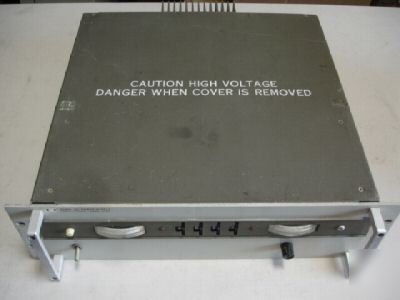 CAUTION HIGH VOLTAGE
DANGER WHEN COVER IS REMOVED